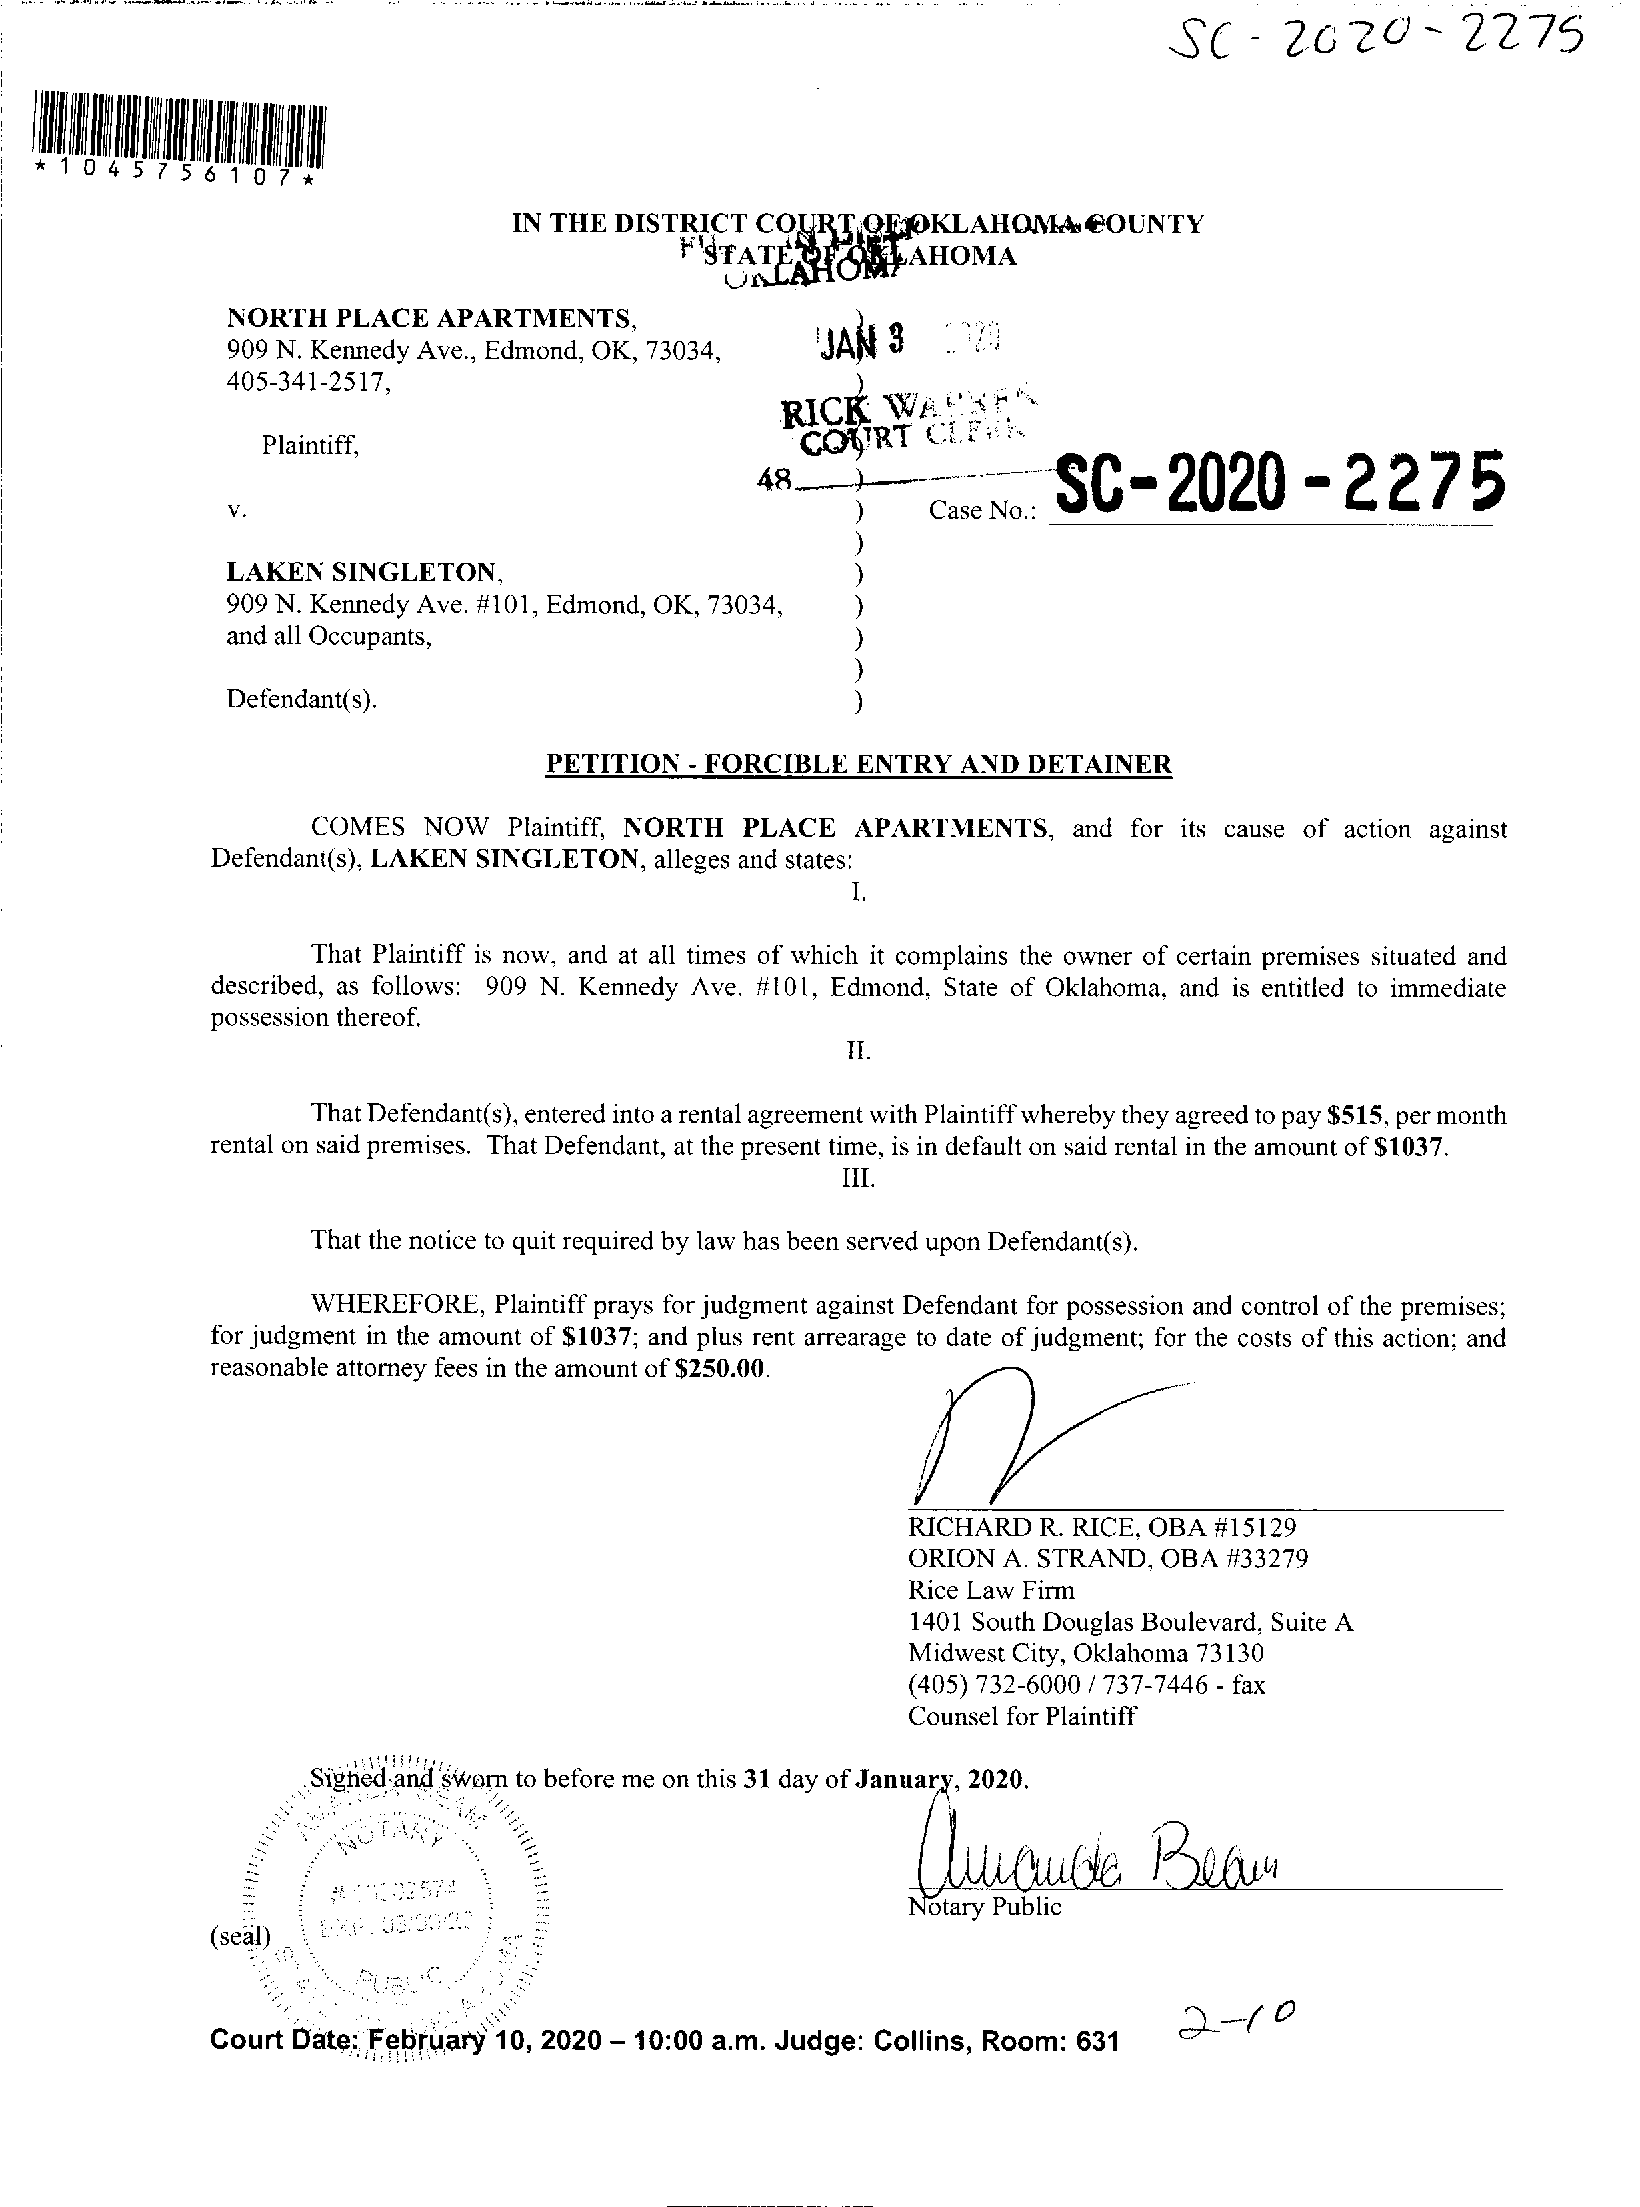 SC-2020-2275
*1045756107*
IN THE DISTRICT COURT OF OKLAHOMA COUNTY
STATE OF OKLAHOMA
OKLAHOMA
NORTH PLACE APARTMENTS,
909 N. Kennedy Ave., Edmond, OK, 73034,
405-341-2517,
JAN 3
RICK WARREN
COURT CLERK
Plaintiff,
48
v.
Case No.: SC-2020-2275
LAKEN SINGLETON,
909 N. Kennedy Ave. #101, Edmond, OK, 73034,
and all Occupants,
Defendant(s).
)
)
)
)
)
)
)
)
)
)
PETITION - FORCIBLE ENTRY AND DETAINER
COMES NOW Plaintiff, NORTH PLACE APARTMENTS, and for its cause of action against
Defendant(s), LAKEN SINGLETON, alleges and states:
I.
That Plaintiff is now, and at all times of which it complains the owner of certain premises situated and
described, as follows: 909 N. Kennedy Ave. #101, Edmond, State of Oklahoma, and is entitled to immediate
possession thereof.
II.
That Defendant(s), entered into a rental agreement with Plaintiff whereby they agreed to pay $515, per month
rental on said premises. That Defendant, at the present time, is in default on said rental in the amount of $1037.
III.
That the notice to quit required by law has been served upon Defendant(s).
WHEREFORE, Plaintiff prays for judgment against Defendant for possession and control of the premises;
for judgment in the amount of $1037; and plus rent arrearage to date of judgment; for the costs of this action; and
reasonable attorney fees in the amount of $250.00.
RICHARD R. RICE, OBA #15129
ORION A. STRAND, OBA #33279
Rice Law Firm
1401 South Douglas Boulevard, Suite A
Midwest City, Oklahoma 73130
(405) 732-6000 / 737-7446 - fax
Counsel for Plaintiff
Signed and sworn to before me on this 31 day of January, 2020.
Amanda Beam
Notary Public
NOTARY
PUBLIC
(seal)
Court Date: February 10, 2020 – 10:00 a.m. Judge: Collins, Room: 631
2-10